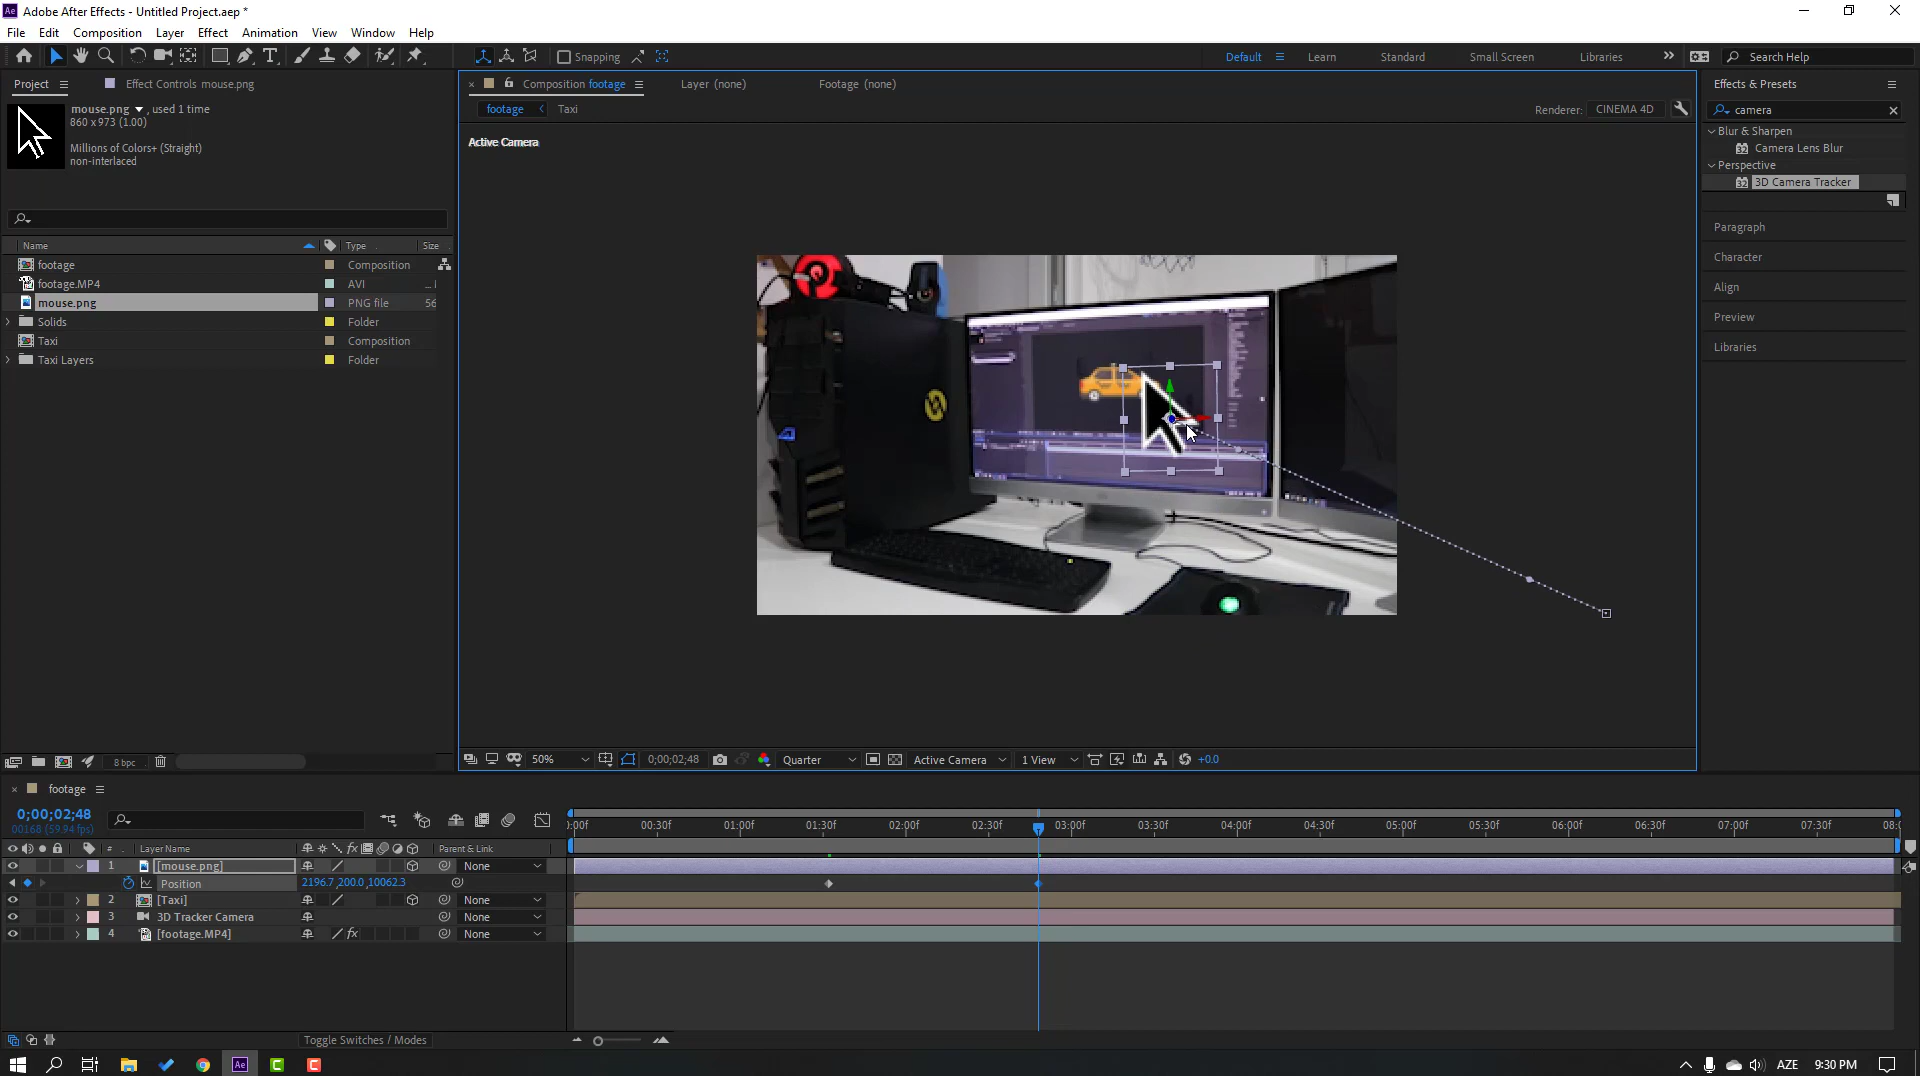 Adobe After Effects - Untitled Project.aep *
File Edit Composition Layer Effect Animation View Window Help
Snapping
Default Learn Standard Small Screen Libraries
Search Help
Project
Effect Controls mouse.png
Composition footage
Layer (none)
Footage (none)
Effects & Presets
mouse.png , used 1 time
860 x 973 (1.00)
Millions of Colors+ (Straight)
non-interlaced
footage Taxi
Renderer: CINEMA 4D
camera
Blur & Sharpen
Camera Lens Blur
Perspective
3D Camera Tracker
Active Camera
Paragraph
Character
Align
Preview
Libraries
Name Type Size
footage Composition
footage.MP4 AVI ...
mouse.png PNG file 56
Solids Folder
Taxi Composition
Taxi Layers Folder
8 bpc
50% 0;00;02;48 Quarter Active Camera 1 View +0.0
footage
0;00;02;48
00168 (59.94 fps)
0:00f 00:30f 01:00f 01:30f 02:00f 02:30f 03:00f 03:30f 04:00f 04:30f 05:00f 05:30f 06:00f 06:30f 07:00f 07:30f 08:0
# Layer Name Parent & Link
1 [mouse.png] None
Position 2196.7,200.0,10062.3
2 [Taxi] None
3 3D Tracker Camera None
4 [footage.MP4] fx None
Toggle Switches / Modes
AZE 9:30 PM